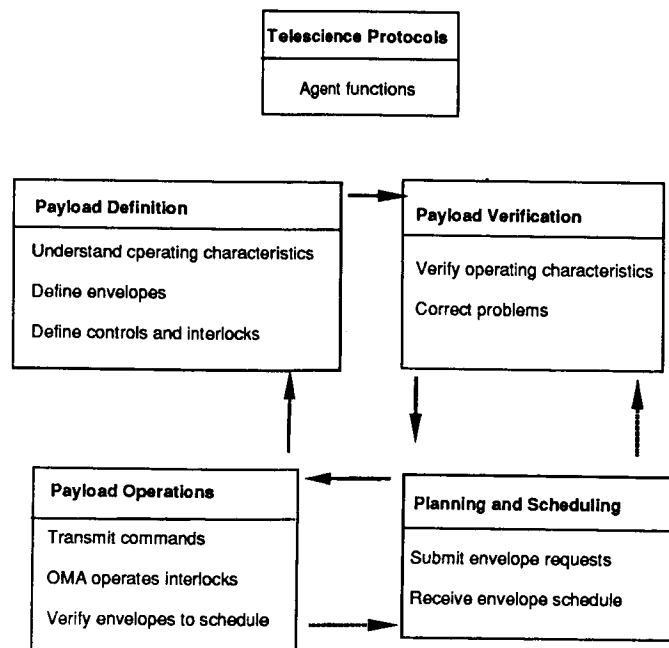 Telescience Protocols
Agent functions
Payload Definition
Understand operating characteristics
Define envelopes
Define controls and interlocks
Payload Verification
Verify operating characteristics
Correct problems
Payload Operations
Transmit commands
OMA operates interlocks
Verify envelopes to schedule
Planning and Scheduling
Submit envelope requests
Receive envelope schedule